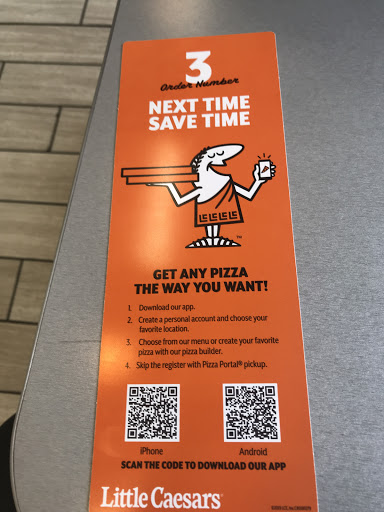 3
Order Number
NEXT TIME
SAVE TIME
TM
GET ANY PIZZA
THE WAY YOU WANT!
1. Download our app.
2. Create a personal account and choose your
favorite location.
3. Choose from our menu or create your favorite
pizza with our pizza builder.
4. Skip the register with Pizza Portal® pickup.
iPhone
Android
SCAN THE CODE TO DOWNLOAD OUR APP
Little Caesars